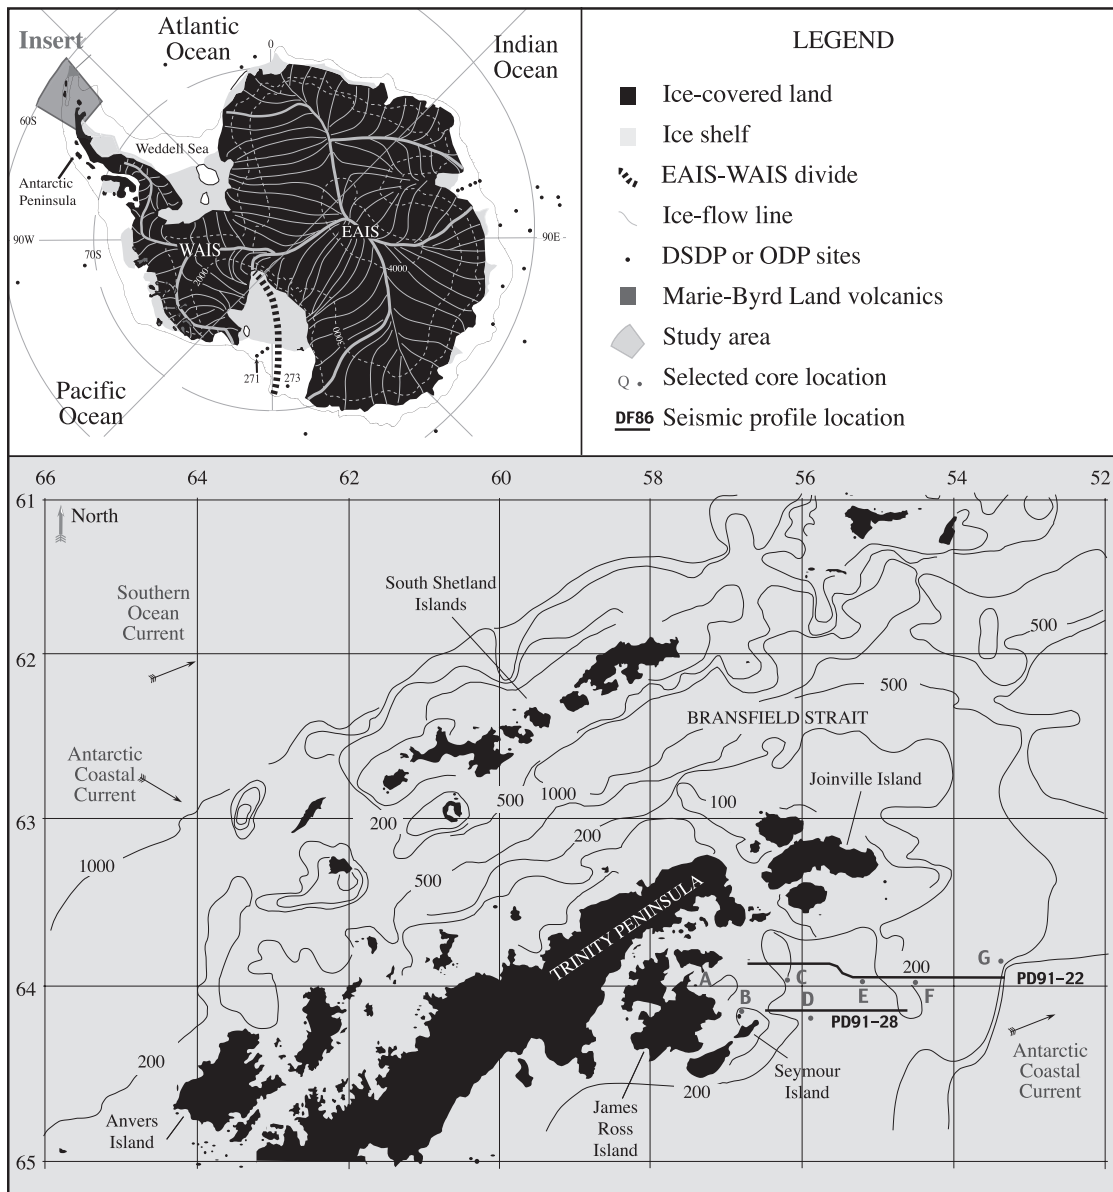 Insert
Atlantic
Ocean
Indian
Ocean
0
60S
Weddell Sea
Antarctic
Peninsula
90W
70S
WAIS
EAIS
90E
2000
4000
3000
271
273
Pacific
Ocean
LEGEND
Ice-covered land
Ice shelf
EAIS-WAIS divide
Ice-flow line
DSDP or ODP sites
Marie-Byrd Land volcanics
Study area
Q Selected core location
DF86 Seismic profile location
66 64 62 60 58 56 54 52
61
North
South Shetland
Islands
Southern
Ocean
Current
500
62
500
BRANSFIELD STRAIT
Antarctic
Coastal
Current
Joinville Island
500 1000 100
200
63
200
1000
500
TRINITY PENINSULA
G
200
PD91-22
A C
64
B D E F
PD91-28
200
Antarctic
Coastal
Current
Seymour
Island
200
Anvers
Island
James
Ross
Island
65